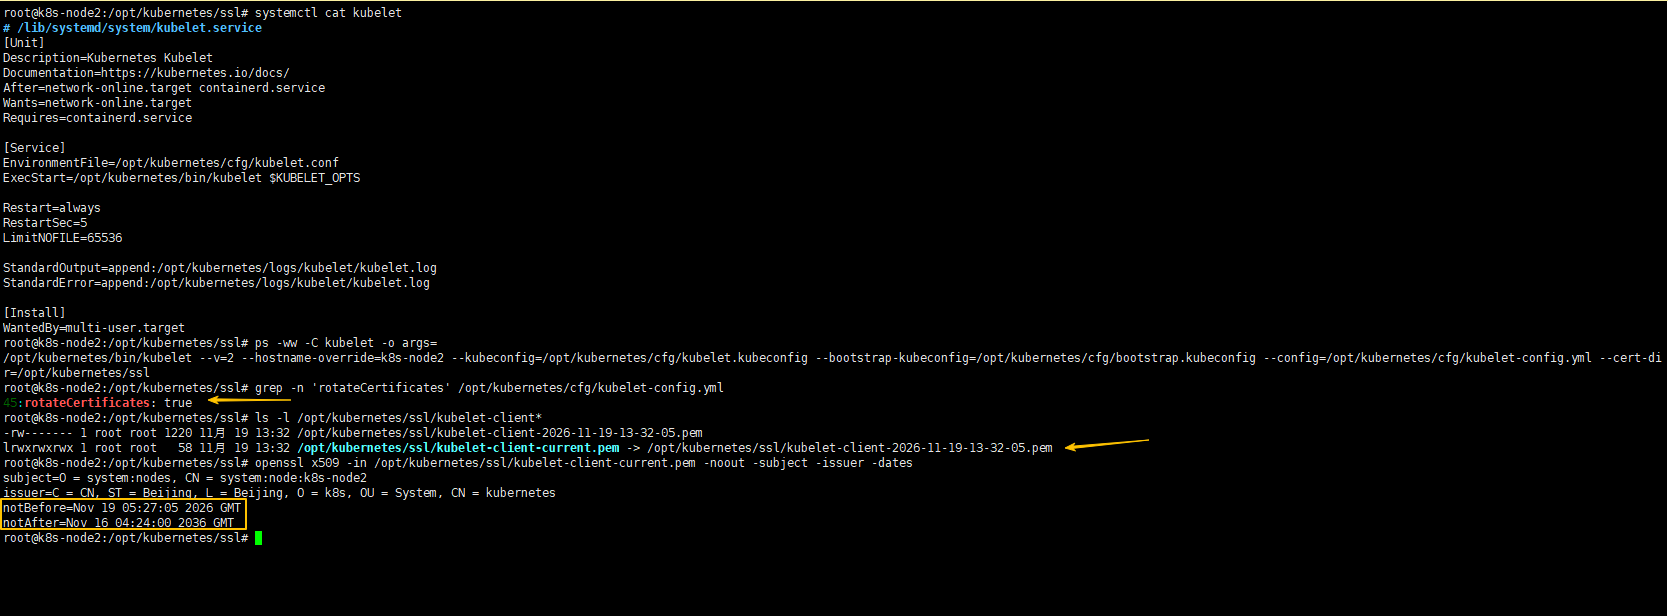 root@k8s-node2:/opt/kubernetes/ssl# systemctl cat kubelet
# /lib/systemd/system/kubelet.service
[Unit]
Description=Kubernetes Kubelet
Documentation=https://kubernetes.io/docs/
After=network-online.target containerd.service
Wants=network-online.target
Requires=containerd.service

[Service]
EnvironmentFile=/opt/kubernetes/cfg/kubelet.conf
ExecStart=/opt/kubernetes/bin/kubelet $KUBELET_OPTS

Restart=always
RestartSec=5
LimitNOFILE=65536

StandardOutput=append:/opt/kubernetes/logs/kubelet/kubelet.log
StandardError=append:/opt/kubernetes/logs/kubelet/kubelet.log

[Install]
WantedBy=multi-user.target
root@k8s-node2:/opt/kubernetes/ssl# ps -ww -C kubelet -o args=
/opt/kubernetes/bin/kubelet --v=2 --hostname-override=k8s-node2 --kubeconfig=/opt/kubernetes/cfg/kubelet.kubeconfig --bootstrap-kubeconfig=/opt/kubernetes/cfg/bootstrap.kubeconfig --config=/opt/kubernetes/cfg/kubelet-config.yml --cert-di
r=/opt/kubernetes/ssl
root@k8s-node2:/opt/kubernetes/ssl# grep -n 'rotateCertificates' /opt/kubernetes/cfg/kubelet-config.yml
45:rotateCertificates: true
root@k8s-node2:/opt/kubernetes/ssl# ls -l /opt/kubernetes/ssl/kubelet-client*
-rw------- 1 root root 1220 11月 19 13:32 /opt/kubernetes/ssl/kubelet-client-2026-11-19-13-32-05.pem
lrwxrwxrwx 1 root root   58 11月 19 13:32 /opt/kubernetes/ssl/kubelet-client-current.pem -> /opt/kubernetes/ssl/kubelet-client-2026-11-19-13-32-05.pem
root@k8s-node2:/opt/kubernetes/ssl# openssl x509 -in /opt/kubernetes/ssl/kubelet-client-current.pem -noout -subject -issuer -dates
subject=O = system:nodes, CN = system:node:k8s-node2
issuer=C = CN, ST = Beijing, L = Beijing, O = k8s, OU = System, CN = kubernetes
notBefore=Nov 19 05:27:05 2026 GMT
notAfter=Nov 16 04:24:00 2036 GMT
root@k8s-node2:/opt/kubernetes/ssl#